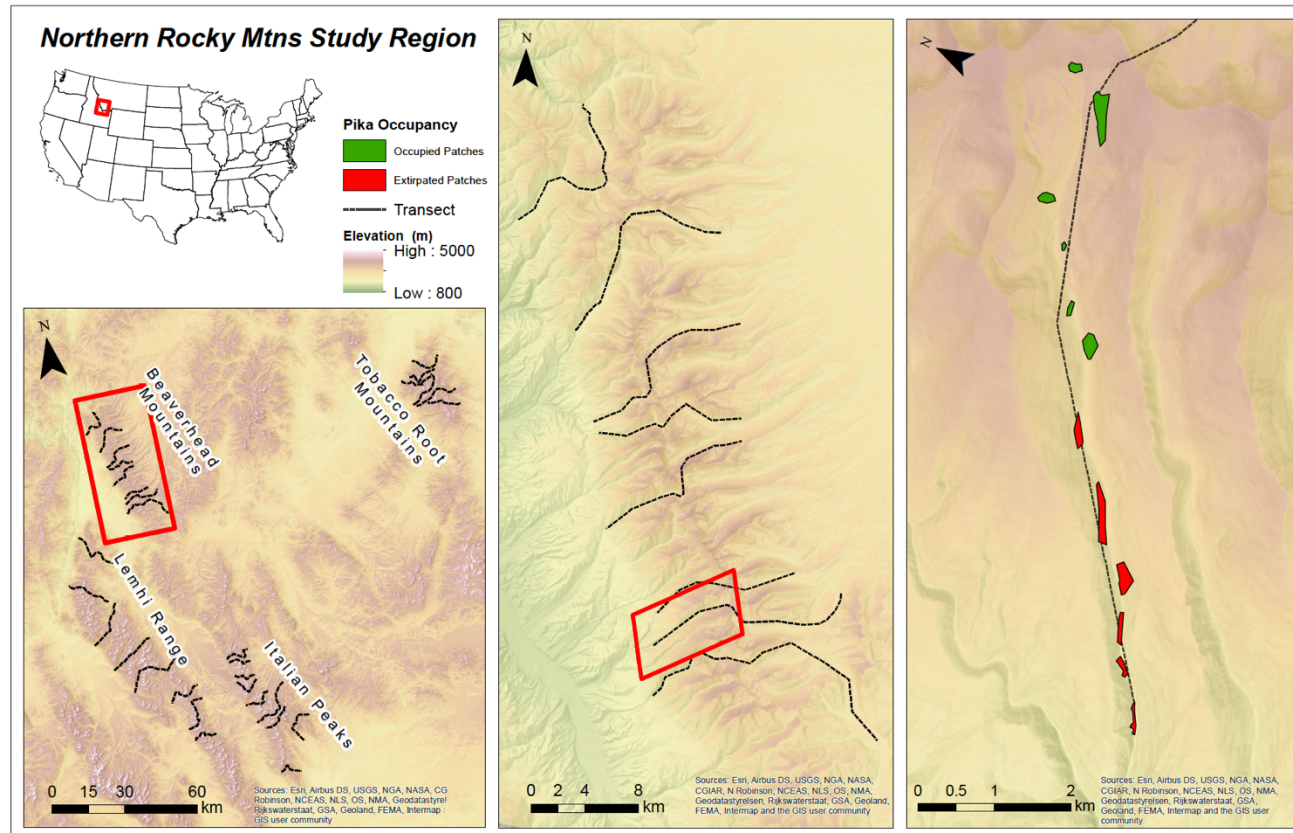 Northern Rocky Mtns Study Region
Pika Occupancy
Occupied Patches
Extirpated Patches
Transect
Elevation (m)
High : 5000
Low : 800
N
Beaverhead
Mountains
Tobacco Root
Mountains
Lemhi Range
Italian Peaks
0 15 30 60
km
Sources: Esri, Airbus DS, USGS, NGA, NASA, CG
Robinson, NCEAS, NLS, OS, NMA, Geodatastyrel
Rijkswaterstaat, GSA, Geoland, FEMA, Intermap
GIS user community
N
0 2 4 8
km
Sources: Esri, Airbus DS, USGS, NGA, NASA,
CGIAR, N Robinson, NCEAS, NLS, OS, NMA,
Geodatastyrelsen, Rijkswaterstaat, GSA, Geoland,
FEMA, Intermap and the GIS user community
N
0 0.5 1 2
km
Sources: Esri, Airbus DS, USGS, NGA, NASA,
CGIAR, N Robinson, NCEAS, NLS, OS, NMA,
Geodatastyrelsen, Rijkswaterstaat, GSA,
Geoland, FEMA, Intermap and the GIS user
community